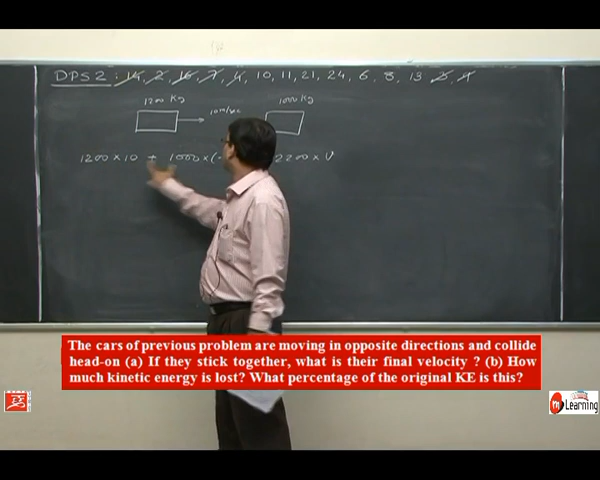 DPS 2 : 14, 2, 16, 7, 4, 10, 11, 21, 24, 6, 8, 13
1200 Kg
1000 Kg
10 m/sec
1200 × 10 + 1000 × (-
2200 × V
The cars of previous problem are moving in opposite directions and collide
head-on (a) If they stick together, what is their final velocity ? (b) How
much kinetic energy is lost? What percentage of the original KE is this?
Learning